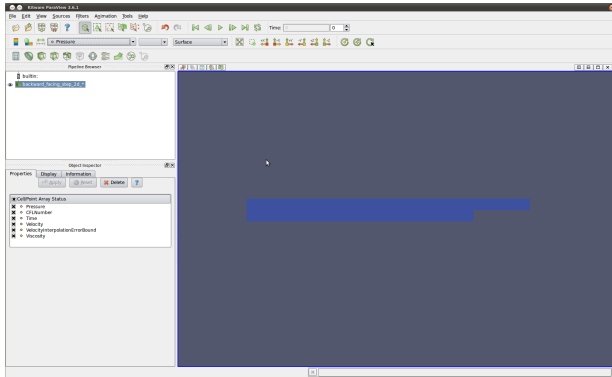 Kitware ParaView 3.6.1
File Edit View Sources Filters Animation Tools Help
Time: 0
Pressure
Surface
Pipeline Browser
builtin:
backward_facing_step_2d_*
Object Inspector
Properties Display Information
Apply Reset Delete ?
Cell/Point Array Status
Pressure
CFLNumber
Time
Velocity
VelocityInterpolationErrorBound
Viscosity